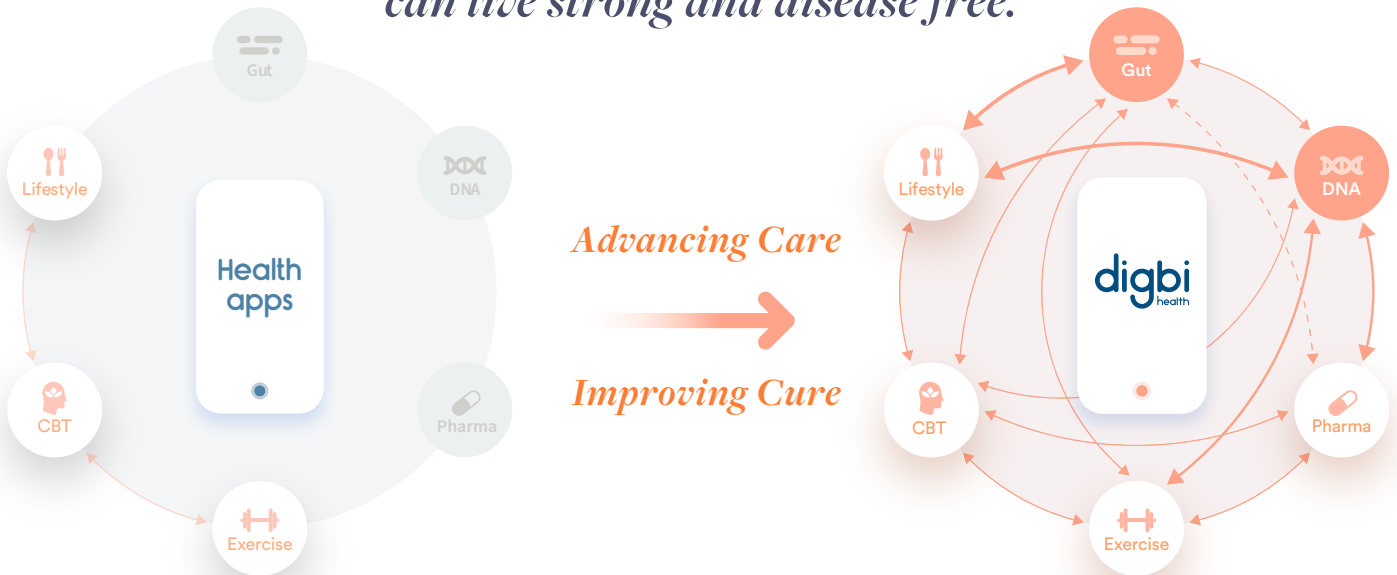 can live strong and disease free.
Gut
Lifestyle
DNA
Health
apps
CBT
Pharma
Exercise
Advancing Care
Improving Cure
Gut
Lifestyle
DNA
digbi
health
CBT
Pharma
Exercise